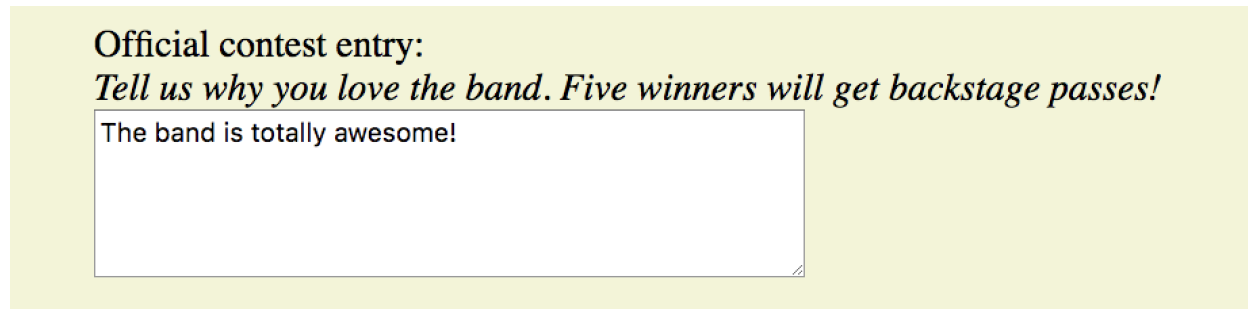 Official contest entry:
Tell us why you love the band. Five winners will get backstage passes!
The band is totally awesome!